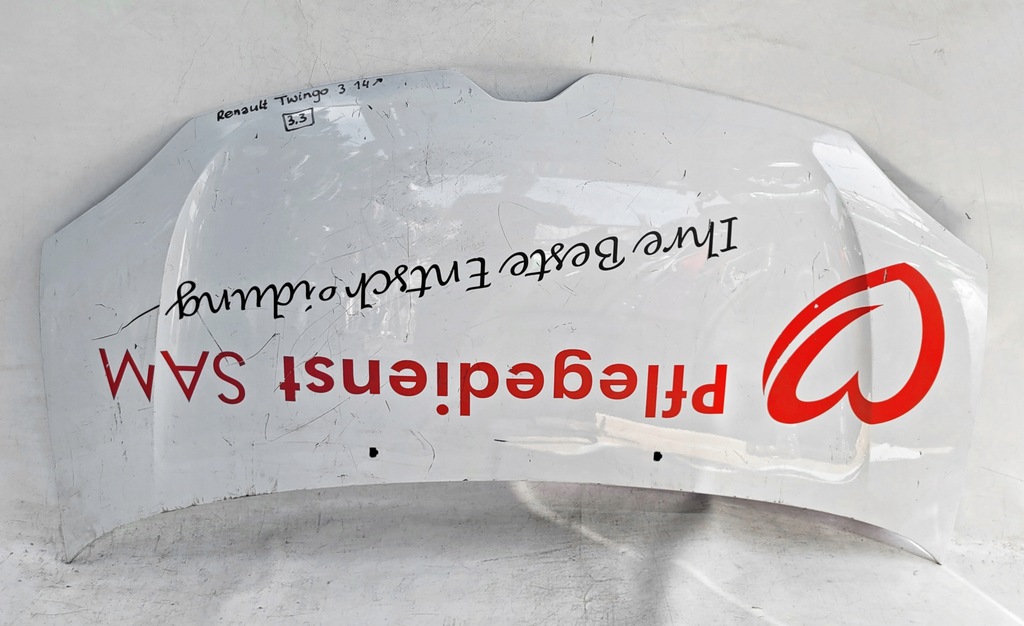 Renault Twingo 3 14↗
3.3
Pflegedienst SAM
Ihre Beste Entscheidung